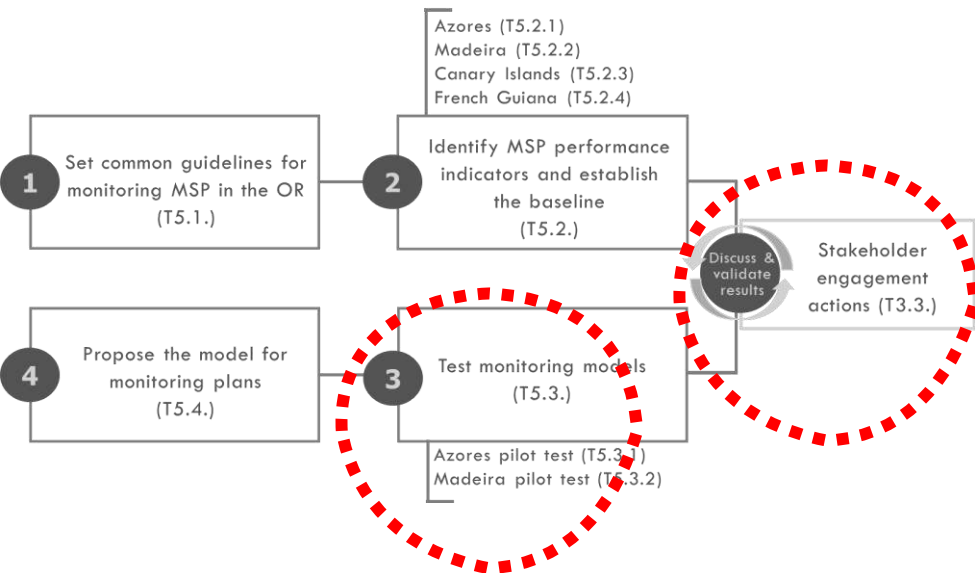 Azores (T5.2.1)
Madeira (T5.2.2)
Canary Islands (T5.2.3)
French Guiana (T5.2.4)
1
Set common guidelines for
monitoring MSP in the OR
(T5.1.)
2
Identify MSP performance
indicators and establish
the baseline
(T5.2.)
Discuss &
validate
results
Stakeholder
engagement
actions (T3.3.)
4
Propose the model for
monitoring plans
(T5.4.)
3
Test monitoring models
(T5.3.)
Azores pilot test (T5.3.1)
Madeira pilot test (T5.3.2)